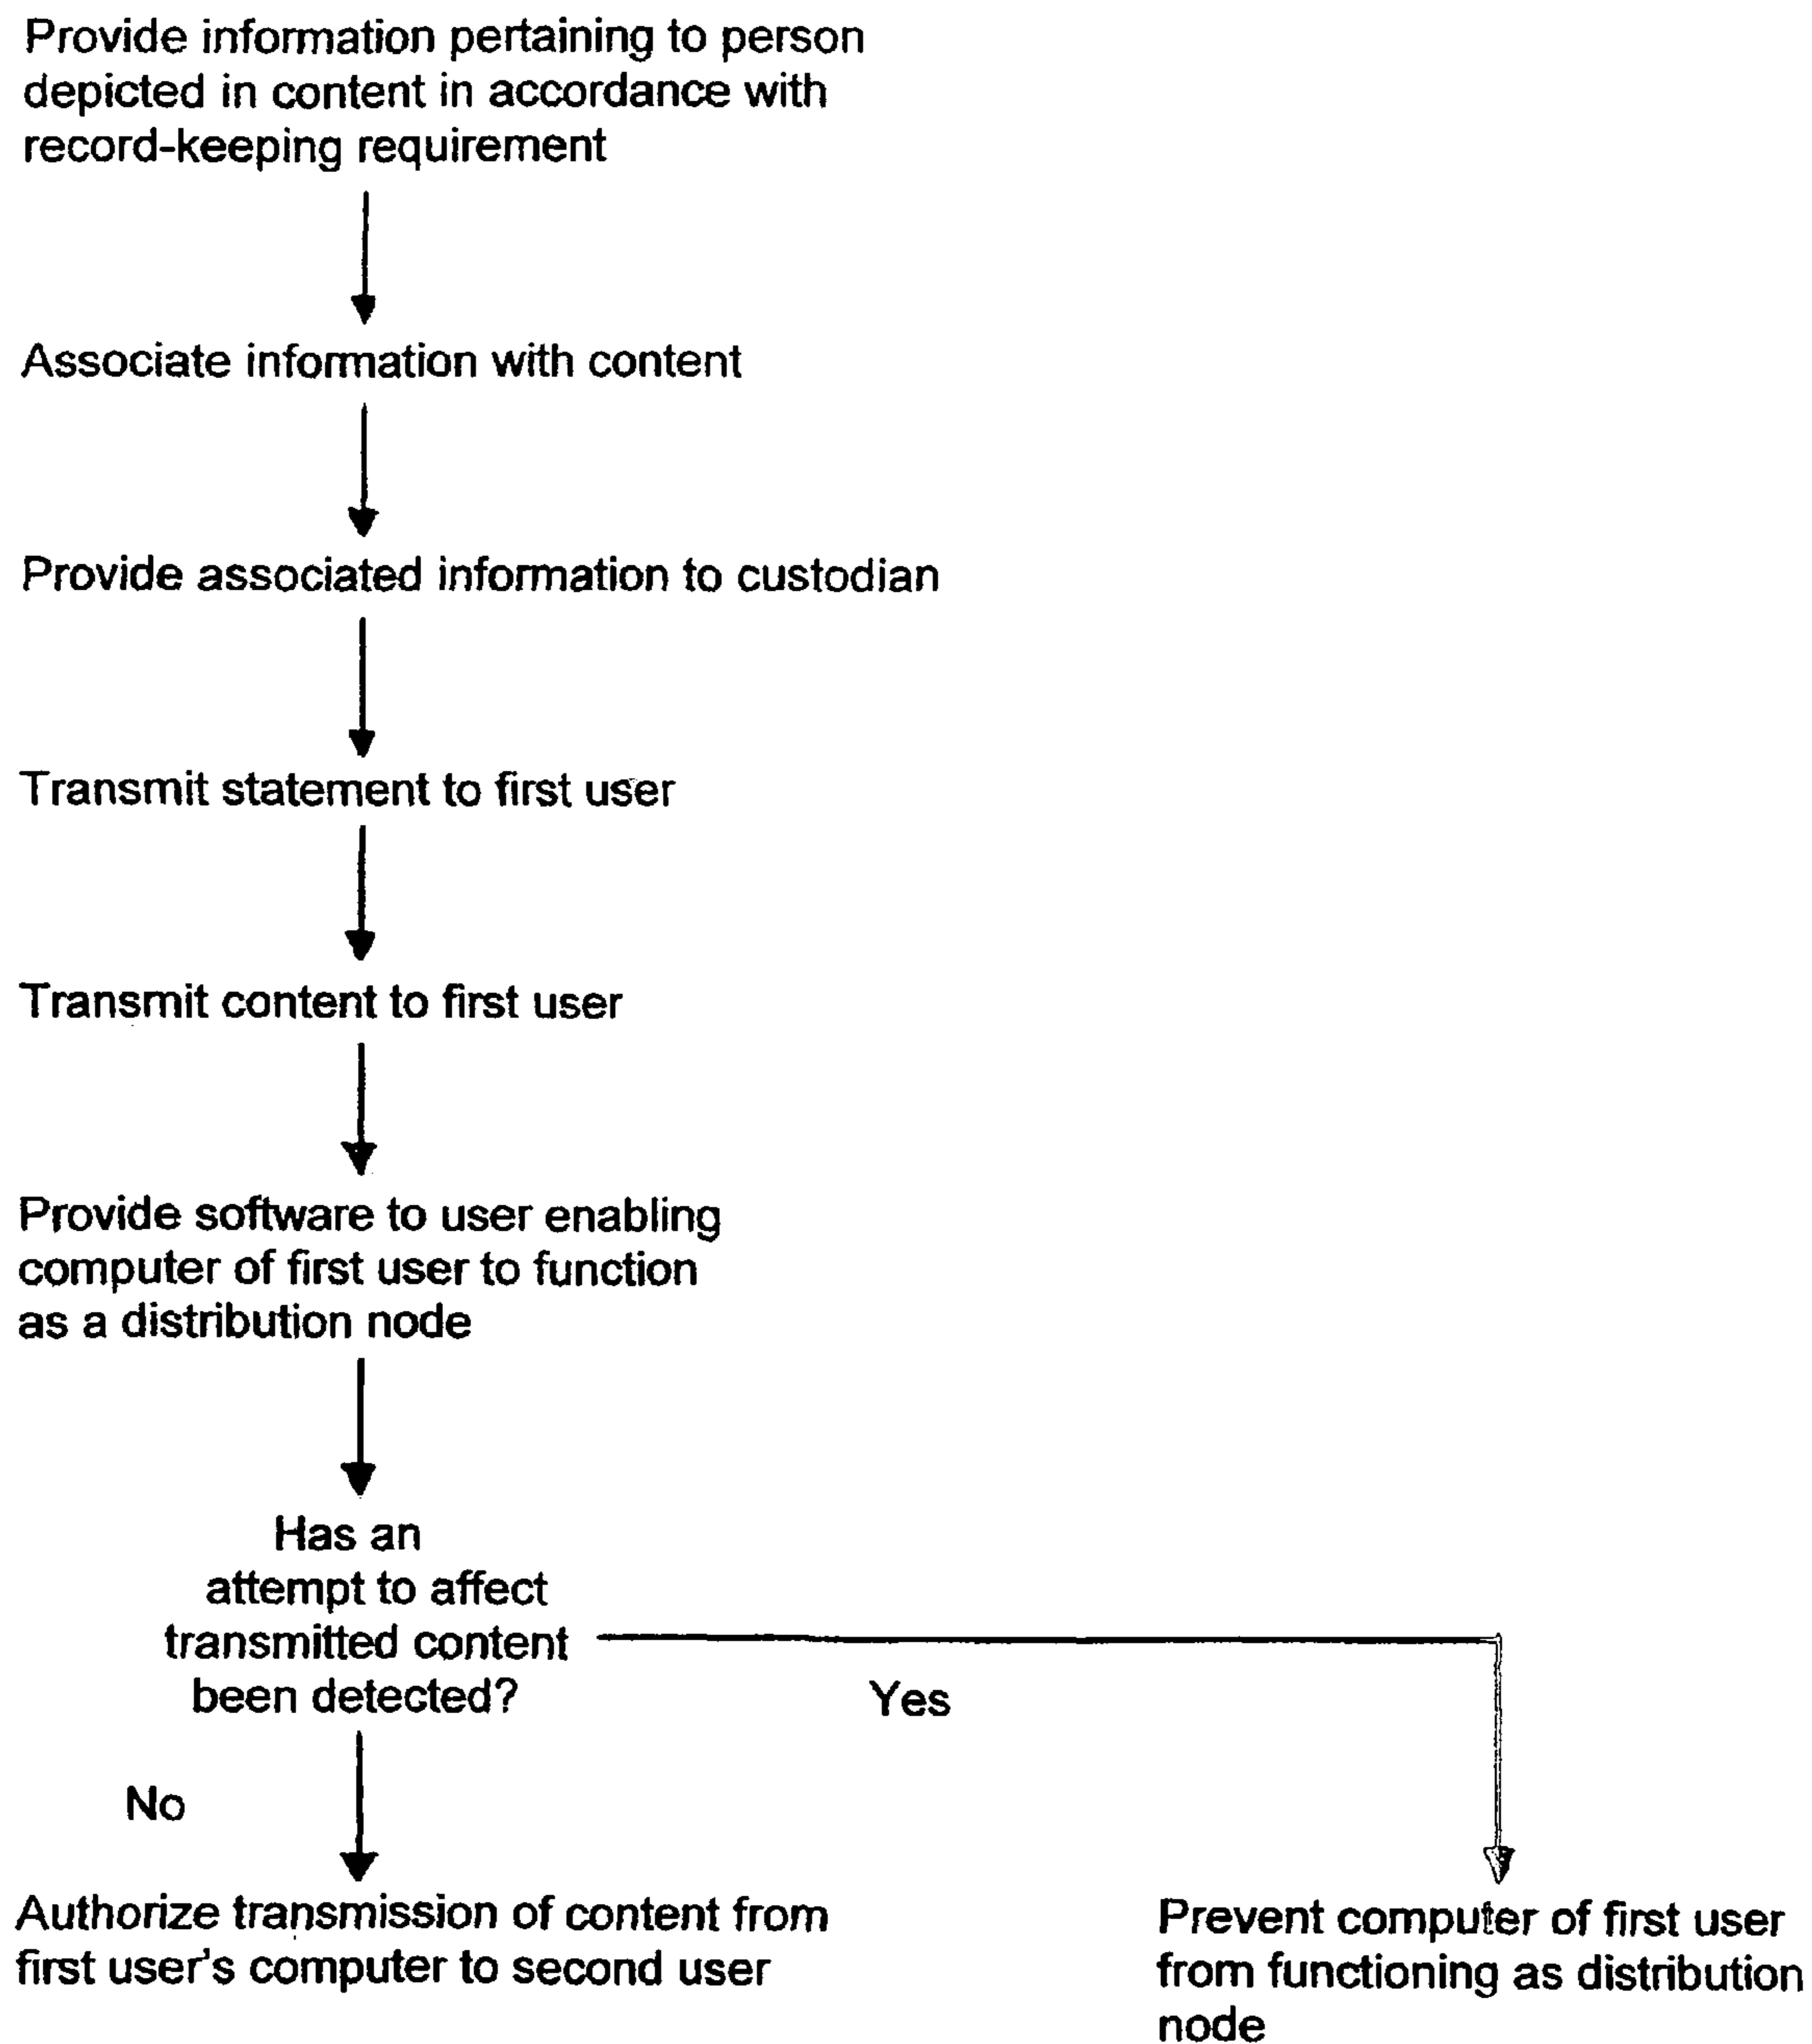 Provide information pertaining to person
depicted in content in accordance with
record-keeping requirement
Associate information with content
Provide associated information to custodian
Transmit statement to first user
Transmit content to first user
Provide software to user enabling
computer of first user to function
as a distribution node
Has an
attempt to affect
transmitted content
been detected?
Yes
No
Authorize transmission of content from
first user's computer to second user
Prevent computer of first user
from functioning as distribution
node